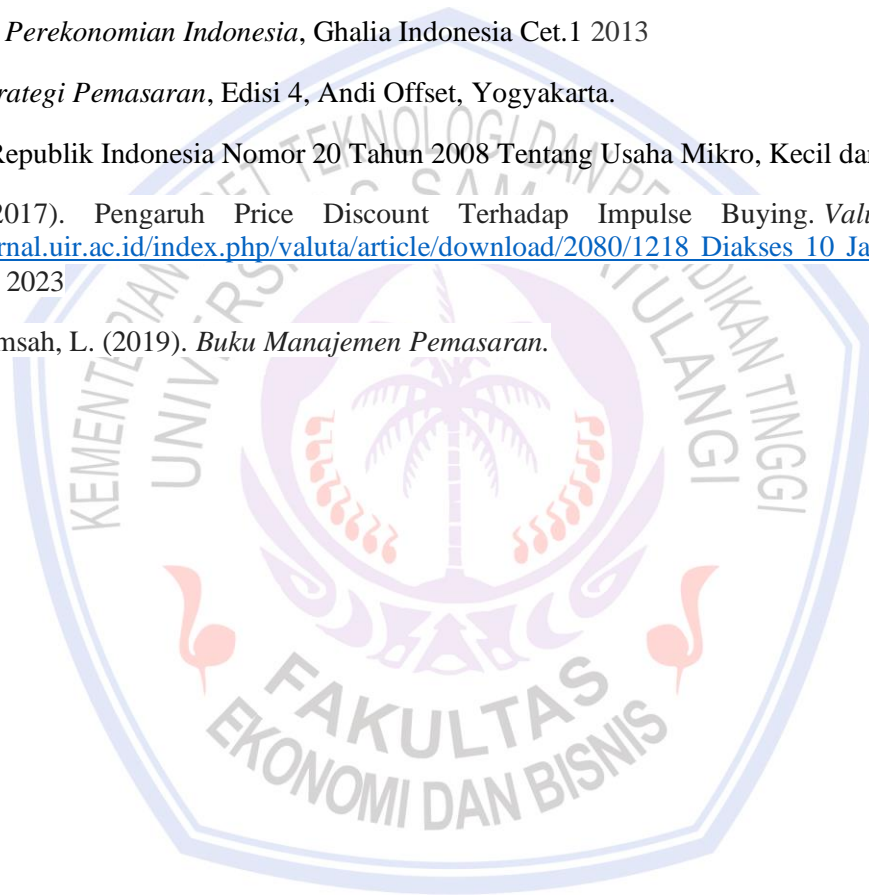 Perekonomian Indonesia, Ghalia Indonesia Cet.1 2013
rategi Pemasaran, Edisi 4, Andi Offset, Yogyakarta.
Republik Indonesia Nomor 20 Tahun 2008 Tentang Usaha Mikro, Kecil dan
2017). Pengaruh Price Discount Terhadap Impulse Buying. Valu
rnal.uir.ac.id/index.php/valuta/article/download/2080/1218 Diakses 10 Ja
2023
msah, L. (2019). Buku Manajemen Pemasaran.
KEMENTERIAN TEKNOLOGI DAN PENDIDIKAN TINGGI
UNIVERSITAS SAM RATULANGI
FAKULTAS
EKONOMI DAN BISNIS